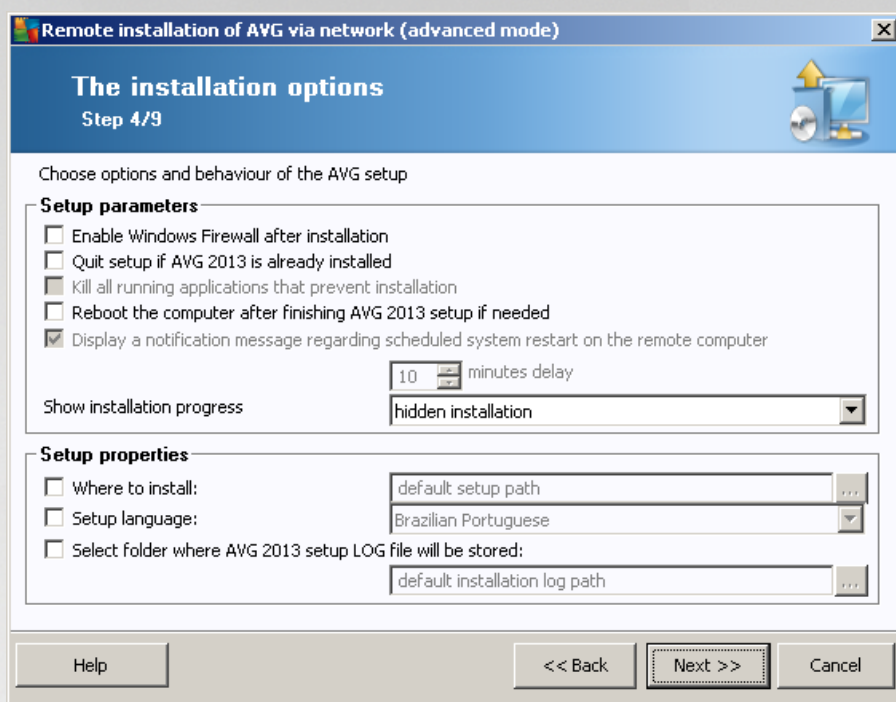 Remote installation of AVG via network (advanced mode)
The installation options
Step 4/9
Choose options and behaviour of the AVG setup
Setup parameters
Enable Windows Firewall after installation
Quit setup if AVG 2013 is already installed
Kill all running applications that prevent installation
Reboot the computer after finishing AVG 2013 setup if needed
Display a notification message regarding scheduled system restart on the remote computer
10 minutes delay
Show installation progress hidden installation
Setup properties
Where to install: default setup path ...
Setup language: Brazilian Portuguese
Select folder where AVG 2013 setup LOG file will be stored:
default installation log path ...
Help << Back Next >> Cancel